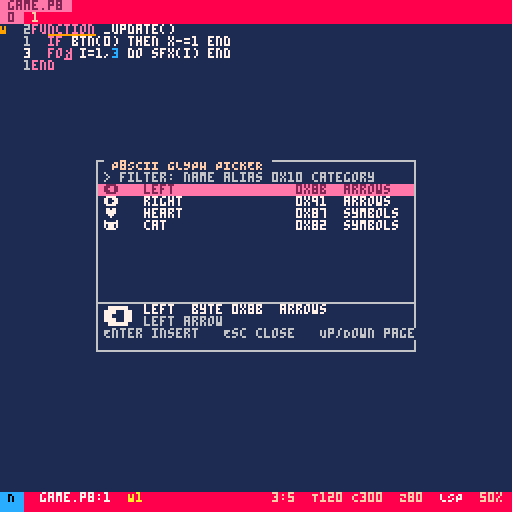 GAME.P8
0 1
W 2FUNCTION _UPDATE()
1 IF BTN(0) THEN X-=1 END
3 FOR I=1,3 DO SFX(I) END
1END
P8SCII GLYPH PICKER
> FILTER: NAME ALIAS 0X10 CATEGORY
LEFT 0X8B ARROWS
RIGHT 0X91 ARROWS
HEART 0X87 SYMBOLS
CAT 0X82 SYMBOLS
LEFT BYTE 0X8B ARROWS
LEFT ARROW
ENTER INSERT ESC CLOSE UP/DOWN PAGE
N GAME.P8:1 W1 3:5 T120 C300 Z80 LSP 50%